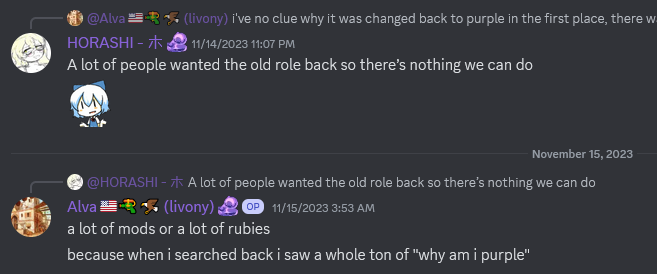 @Alva (livony) i've no clue why it was changed back to purple in the first place, there wa
HORASHI - ホ 11/14/2023 11:07 PM
A lot of people wanted the old role back so there's nothing we can do
November 15, 2023
@HORASHI - ホ A lot of people wanted the old role back so there's nothing we can do
Alva (livony) OP 11/15/2023 3:53 AM
a lot of mods or a lot of rubies
because when i searched back i saw a whole ton of "why am i purple"